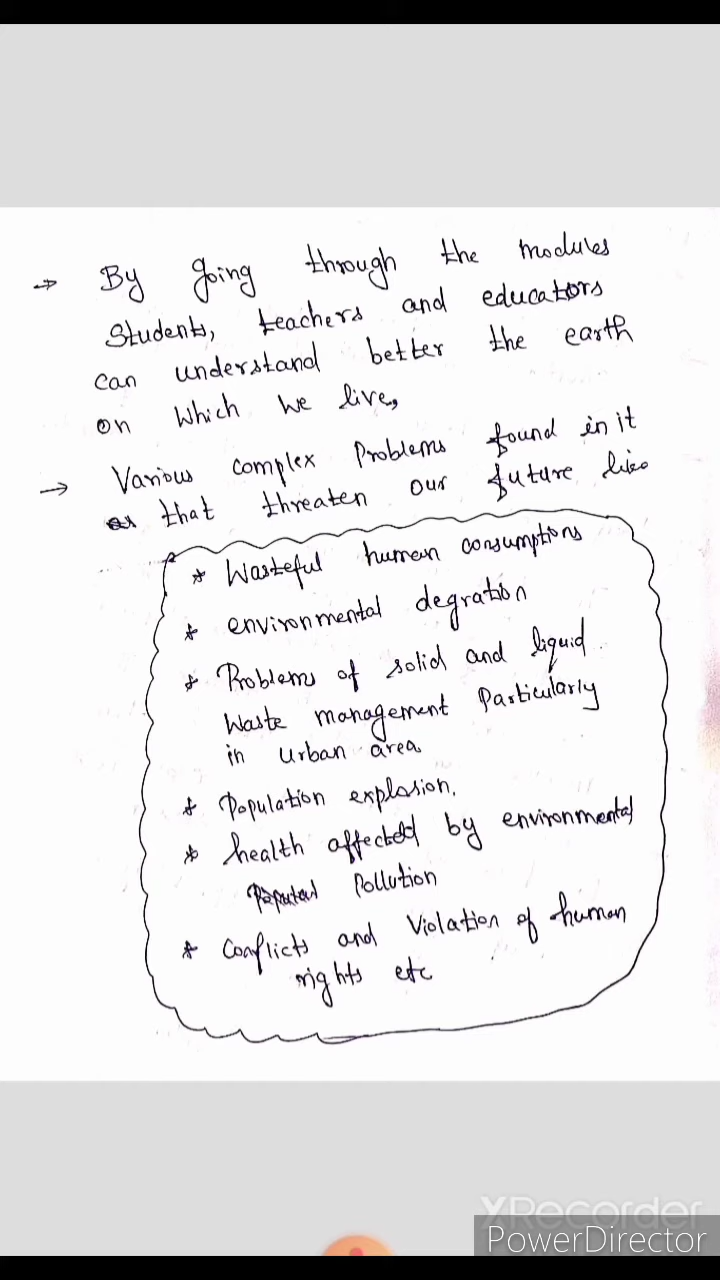 → By going through the modules
Students, teachers and educators
can understand better the earth
on which we live,
→ Various complex Problems found in it
that threaten our future like
* Wasteful human consumptions
* environmental degration
* Problems of solid and liquid
Waste management Particularly
in urban area
* Population explosion.
* health affected by environmental
Pollution
* Conflicts and Violation of human
rights etc
XRecorder
PowerDirector